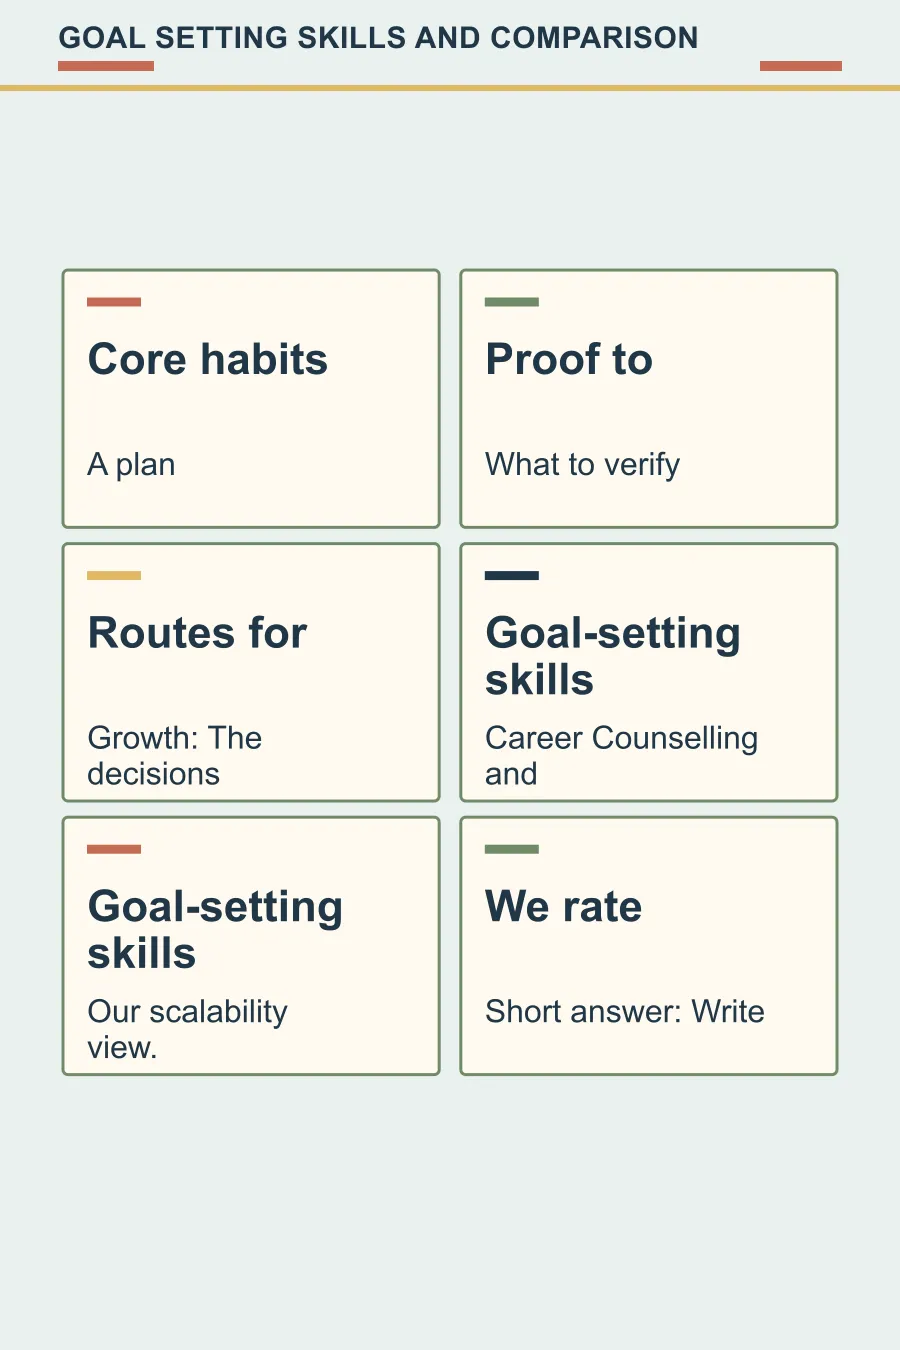 GOAL SETTING SKILLS AND COMPARISON
Core habits
A plan
Proof to
What to verify
Routes for
Growth: The
decisions
Goal-setting
skills
Career Counselling
and
Goal-setting
skills
Our scalability
view.
We rate
Short answer: Write